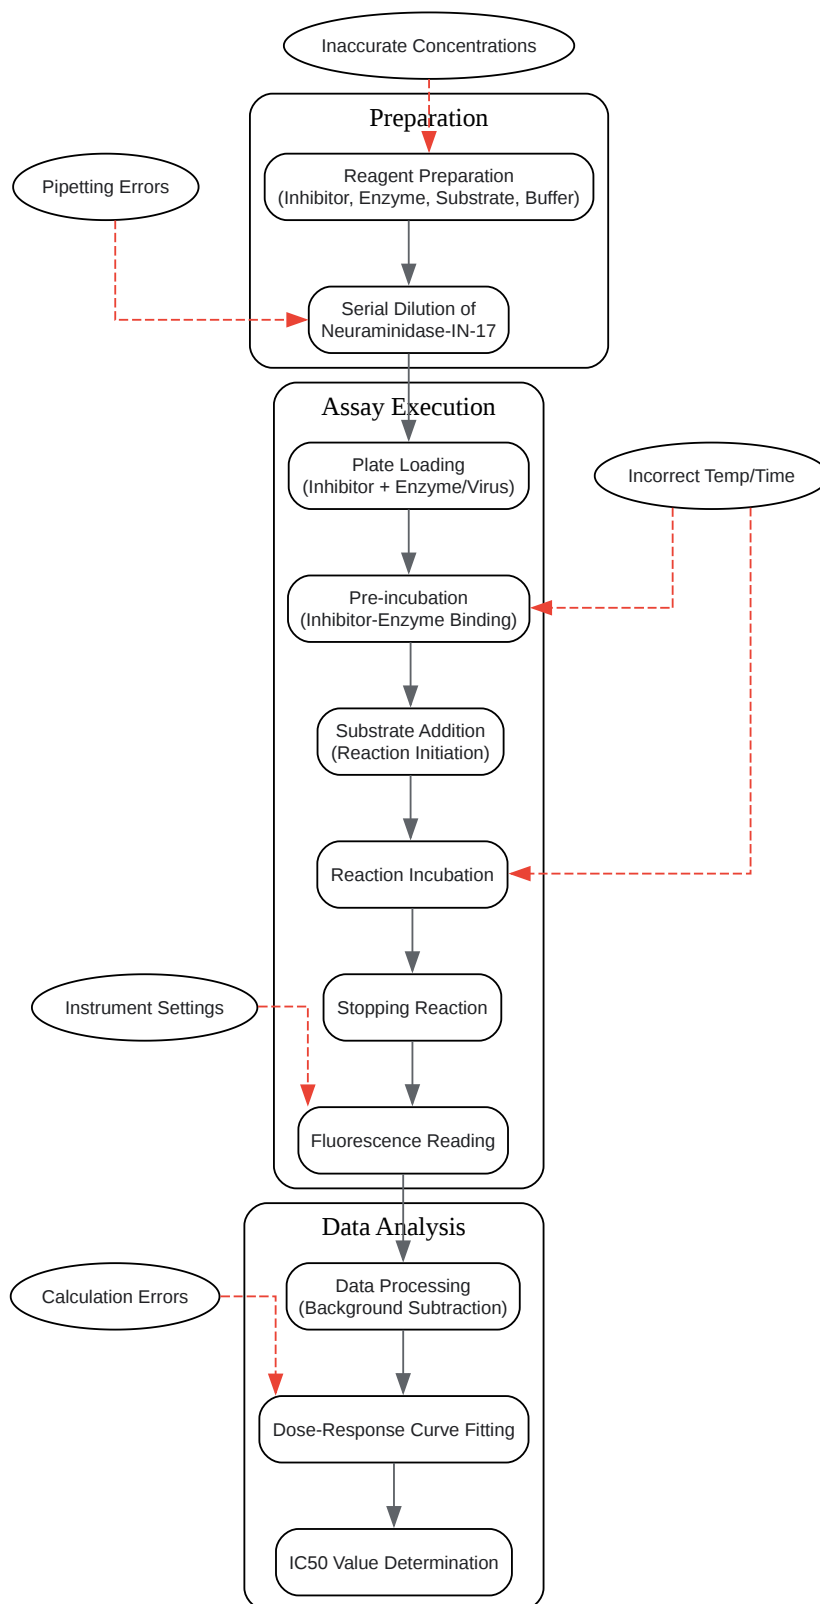 Inaccurate Concentrations
Preparation
Reagent Preparation
(Inhibitor, Enzyme, Substrate, Buffer)
Pipetting Errors
Serial Dilution of
Neuraminidase-IN-17
Assay Execution
Plate Loading
(Inhibitor + Enzyme/Virus)
Incorrect Temp/Time
Pre-incubation
(Inhibitor-Enzyme Binding)
Substrate Addition
(Reaction Initiation)
Reaction Incubation
Instrument Settings
Stopping Reaction
Fluorescence Reading
Data Analysis
Data Processing
(Background Subtraction)
Calculation Errors
Dose-Response Curve Fitting
IC50 Value Determination